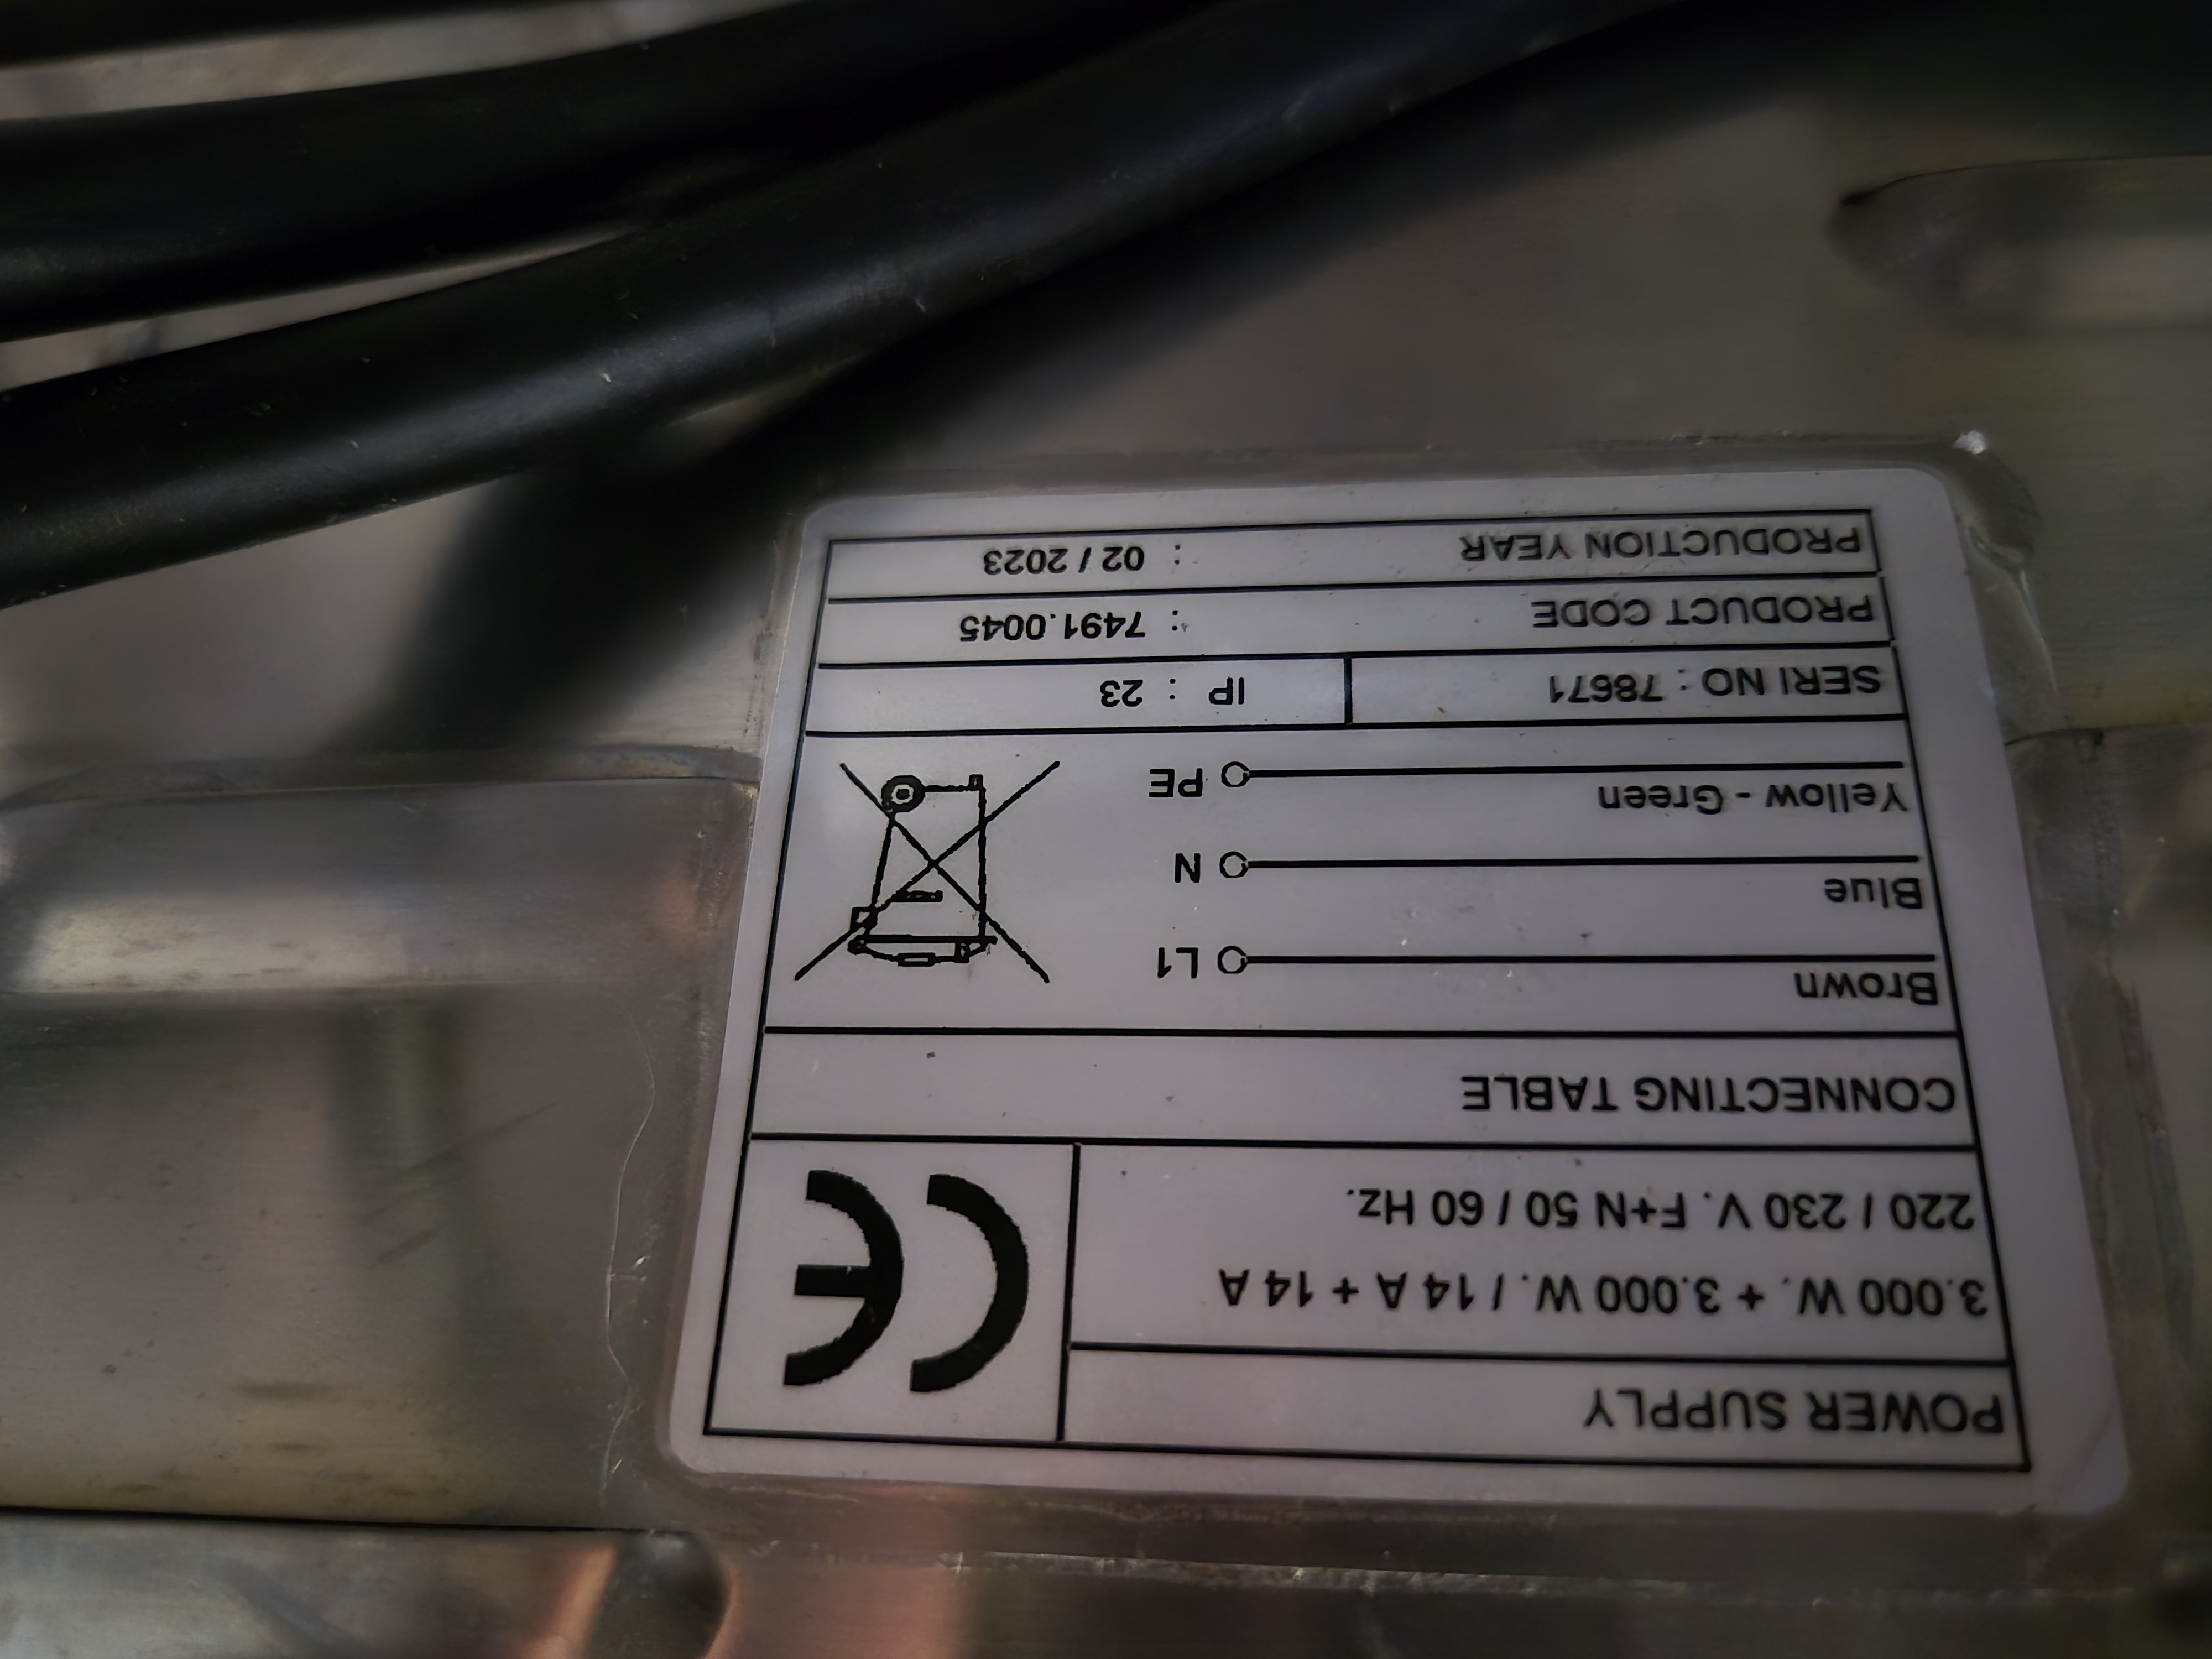 POWER SUPPLY
3.000 W. + 3.000 W. / 14 A + 14 A
220 / 230 V. F+N 50 / 60 Hz.
CE
CONNECTING TABLE
Brown L1
Blue N
Yellow - Green PE
SERI NO : 78671 IP : 23
PRODUCT CODE : 7491.0045
PRODUCTION YEAR : 02 / 2023